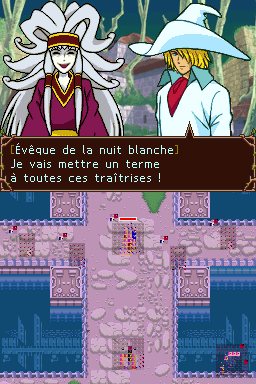 [Évêque de la nuit blanche]
Je vais mettre un terme
à toutes ces traîtrises !